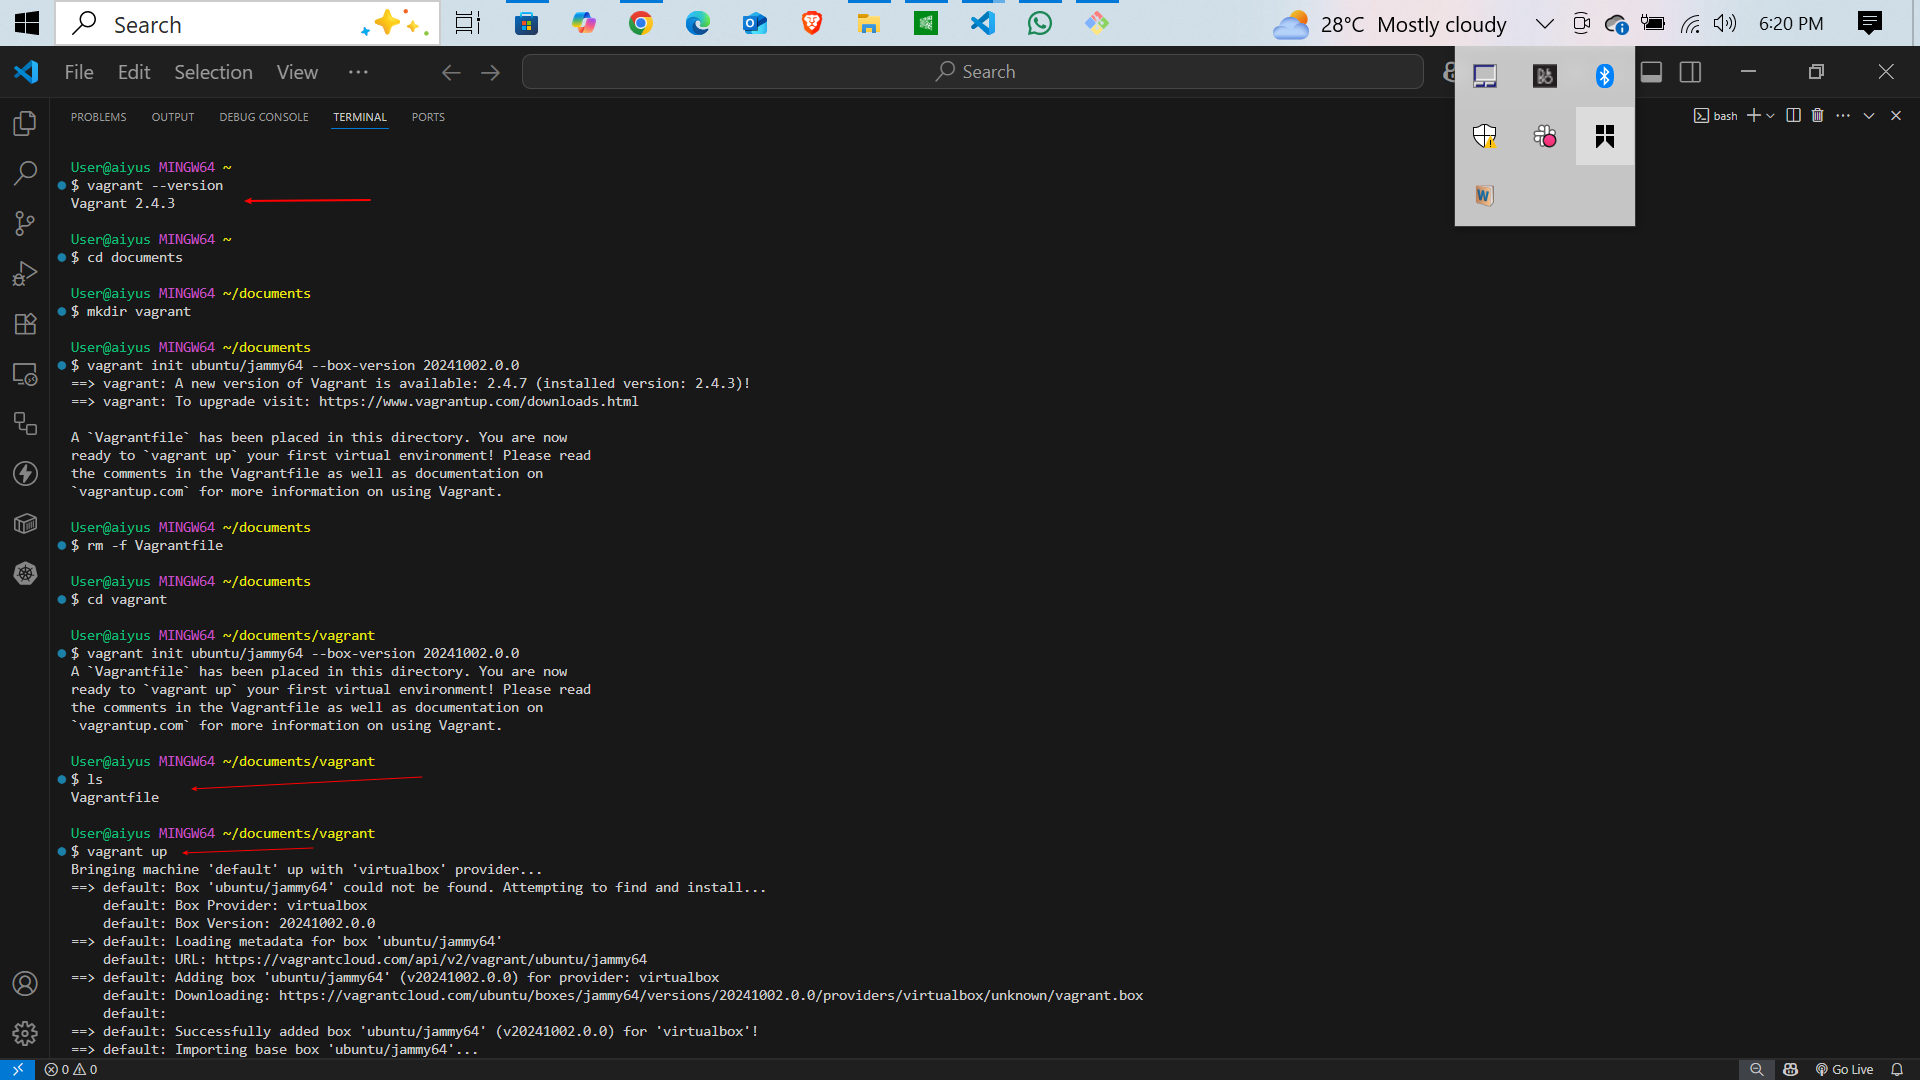 Search
28°C Mostly cloudy
6:20 PM
File Edit Selection View ···
Search
PROBLEMS OUTPUT DEBUG CONSOLE TERMINAL PORTS
bash
User@aiyus MINGW64 ~
$ vagrant --version
Vagrant 2.4.3
User@aiyus MINGW64 ~
$ cd documents
User@aiyus MINGW64 ~/documents
$ mkdir vagrant
User@aiyus MINGW64 ~/documents
$ vagrant init ubuntu/jammy64 --box-version 20241002.0.0
==> vagrant: A new version of Vagrant is available: 2.4.7 (installed version: 2.4.3)!
==> vagrant: To upgrade visit: https://www.vagrantup.com/downloads.html
A `Vagrantfile` has been placed in this directory. You are now
ready to `vagrant up` your first virtual environment! Please read
the comments in the Vagrantfile as well as documentation on
`vagrantup.com` for more information on using Vagrant.
User@aiyus MINGW64 ~/documents
$ rm -f Vagrantfile
User@aiyus MINGW64 ~/documents
$ cd vagrant
User@aiyus MINGW64 ~/documents/vagrant
$ vagrant init ubuntu/jammy64 --box-version 20241002.0.0
A `Vagrantfile` has been placed in this directory. You are now
ready to `vagrant up` your first virtual environment! Please read
the comments in the Vagrantfile as well as documentation on
`vagrantup.com` for more information on using Vagrant.
User@aiyus MINGW64 ~/documents/vagrant
$ ls
Vagrantfile
User@aiyus MINGW64 ~/documents/vagrant
$ vagrant up
Bringing machine 'default' up with 'virtualbox' provider...
==> default: Box 'ubuntu/jammy64' could not be found. Attempting to find and install...
default: Box Provider: virtualbox
default: Box Version: 20241002.0.0
==> default: Loading metadata for box 'ubuntu/jammy64'
default: URL: https://vagrantcloud.com/api/v2/vagrant/ubuntu/jammy64
==> default: Adding box 'ubuntu/jammy64' (v20241002.0.0) for provider: virtualbox
default: Downloading: https://vagrantcloud.com/ubuntu/boxes/jammy64/versions/20241002.0.0/providers/virtualbox/unknown/vagrant.box
default:
==> default: Successfully added box 'ubuntu/jammy64' (v20241002.0.0) for 'virtualbox'!
==> default: Importing base box 'ubuntu/jammy64'...
0 0
Go Live